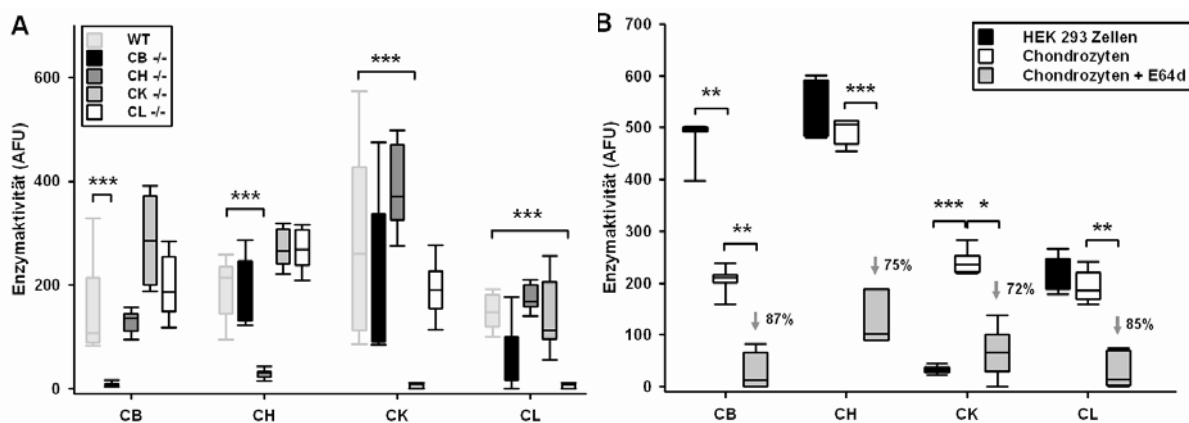 A
WT
CB -/-
CH -/-
CK -/-
CL -/-
Enzymaktivität (AFU)
600
400
200
0
***
***
***
***
CB CH CK CL
B
HEK 293 Zellen
Chondrozyten
Chondrozyten + E64d
Enzymaktivität (AFU)
700
600
500
400
300
200
100
0
**
**
87%
***
75%
*** *
72%
**
85%
CB CH CK CL